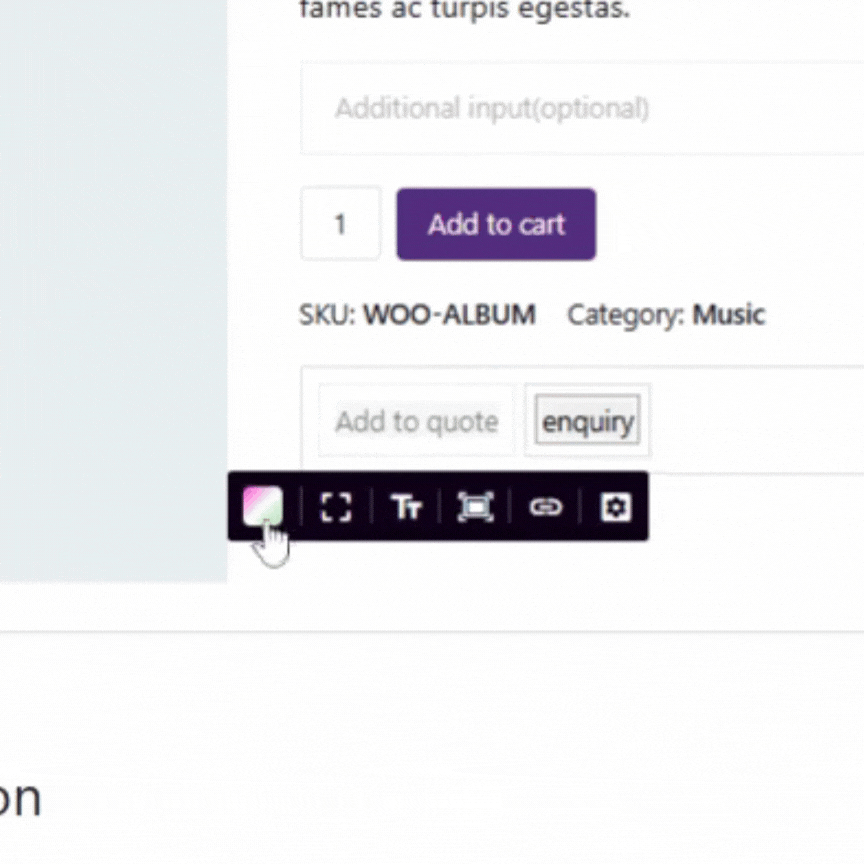 fames ac turpis egestas.
Additional input(optional)
1 Add to cart
SKU: WOO-ALBUM Category: Music
Add to quote enquiry
Tт
on